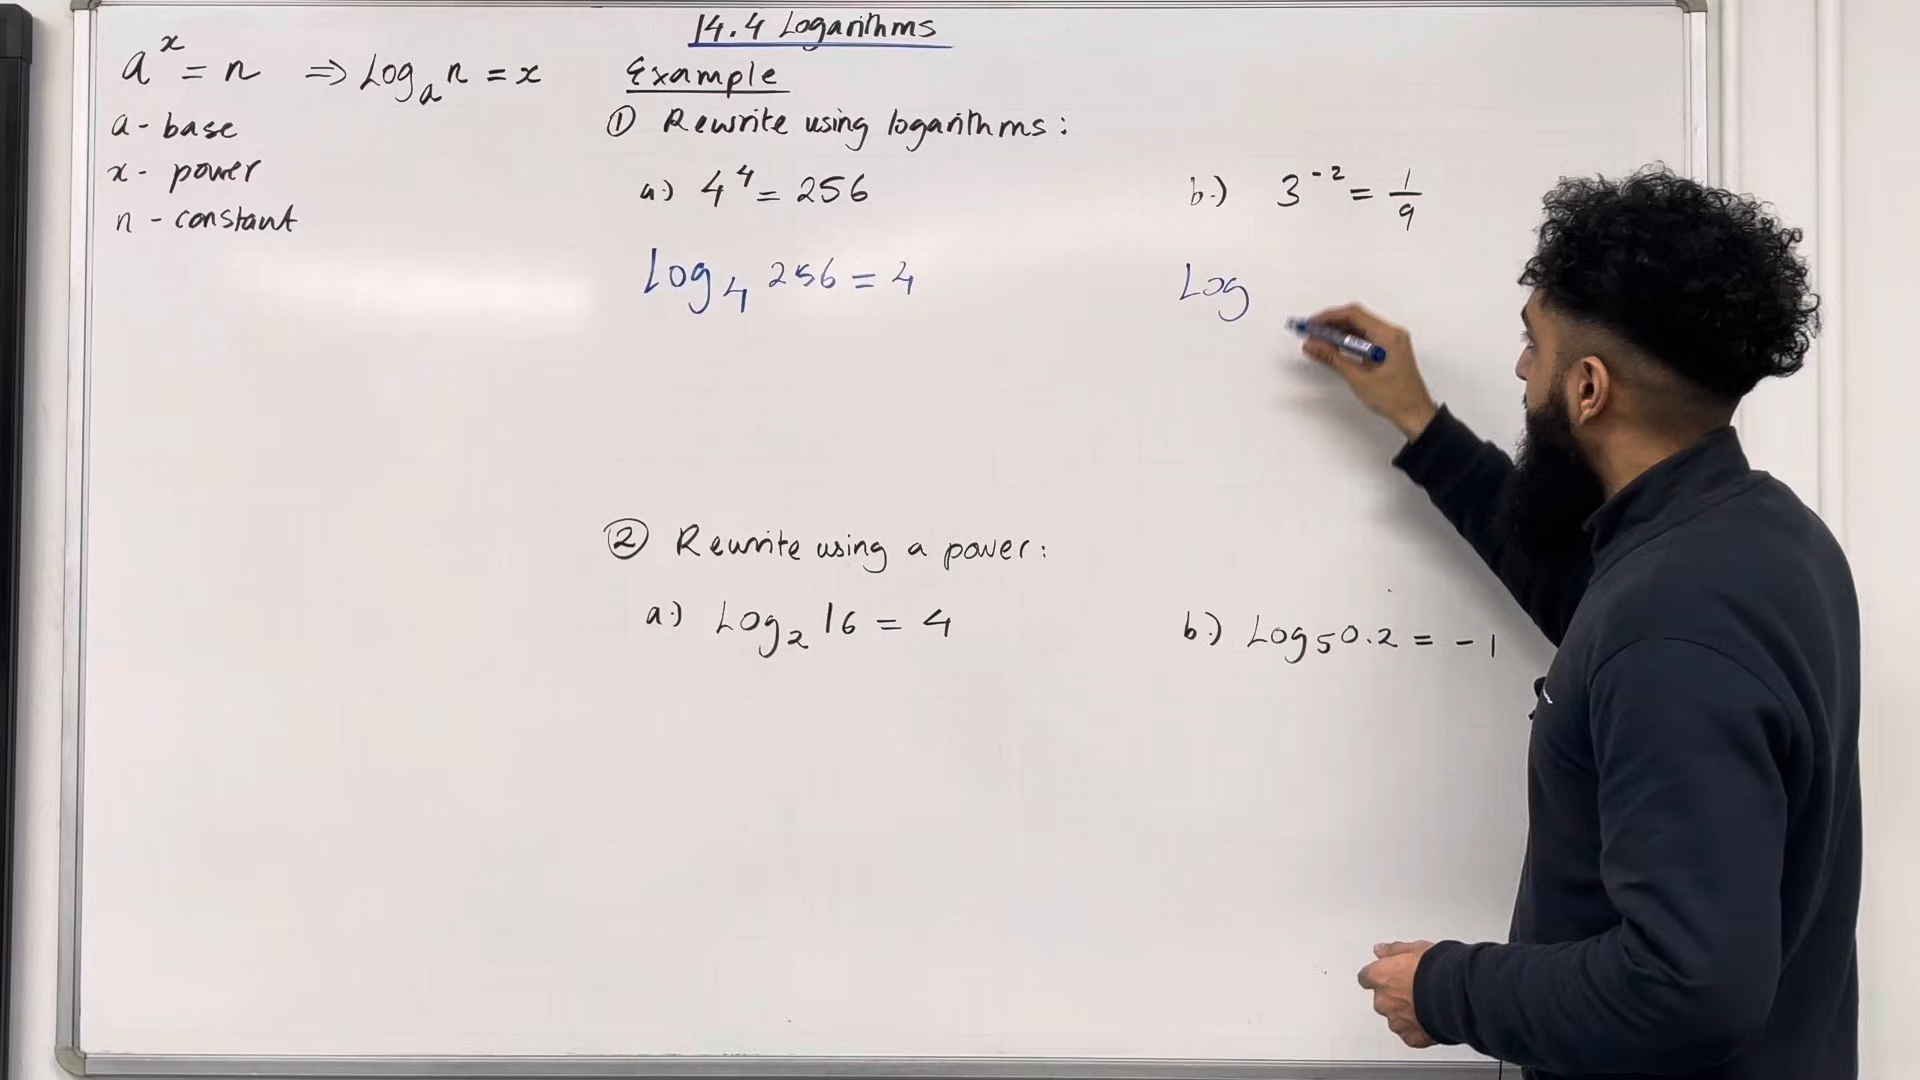 14.4 Logarithms
aˣ = n ⇒ Logₐ n = x
a - base
x - power
n - constant
Example
① Rewrite using logarithms:
a.) 4⁴ = 256
b.) 3⁻² = 1/9
Log₄ 256 = 4
Log
② Rewrite using a power:
a.) Log₂ 16 = 4
b.) Log₅ 0.2 = -1